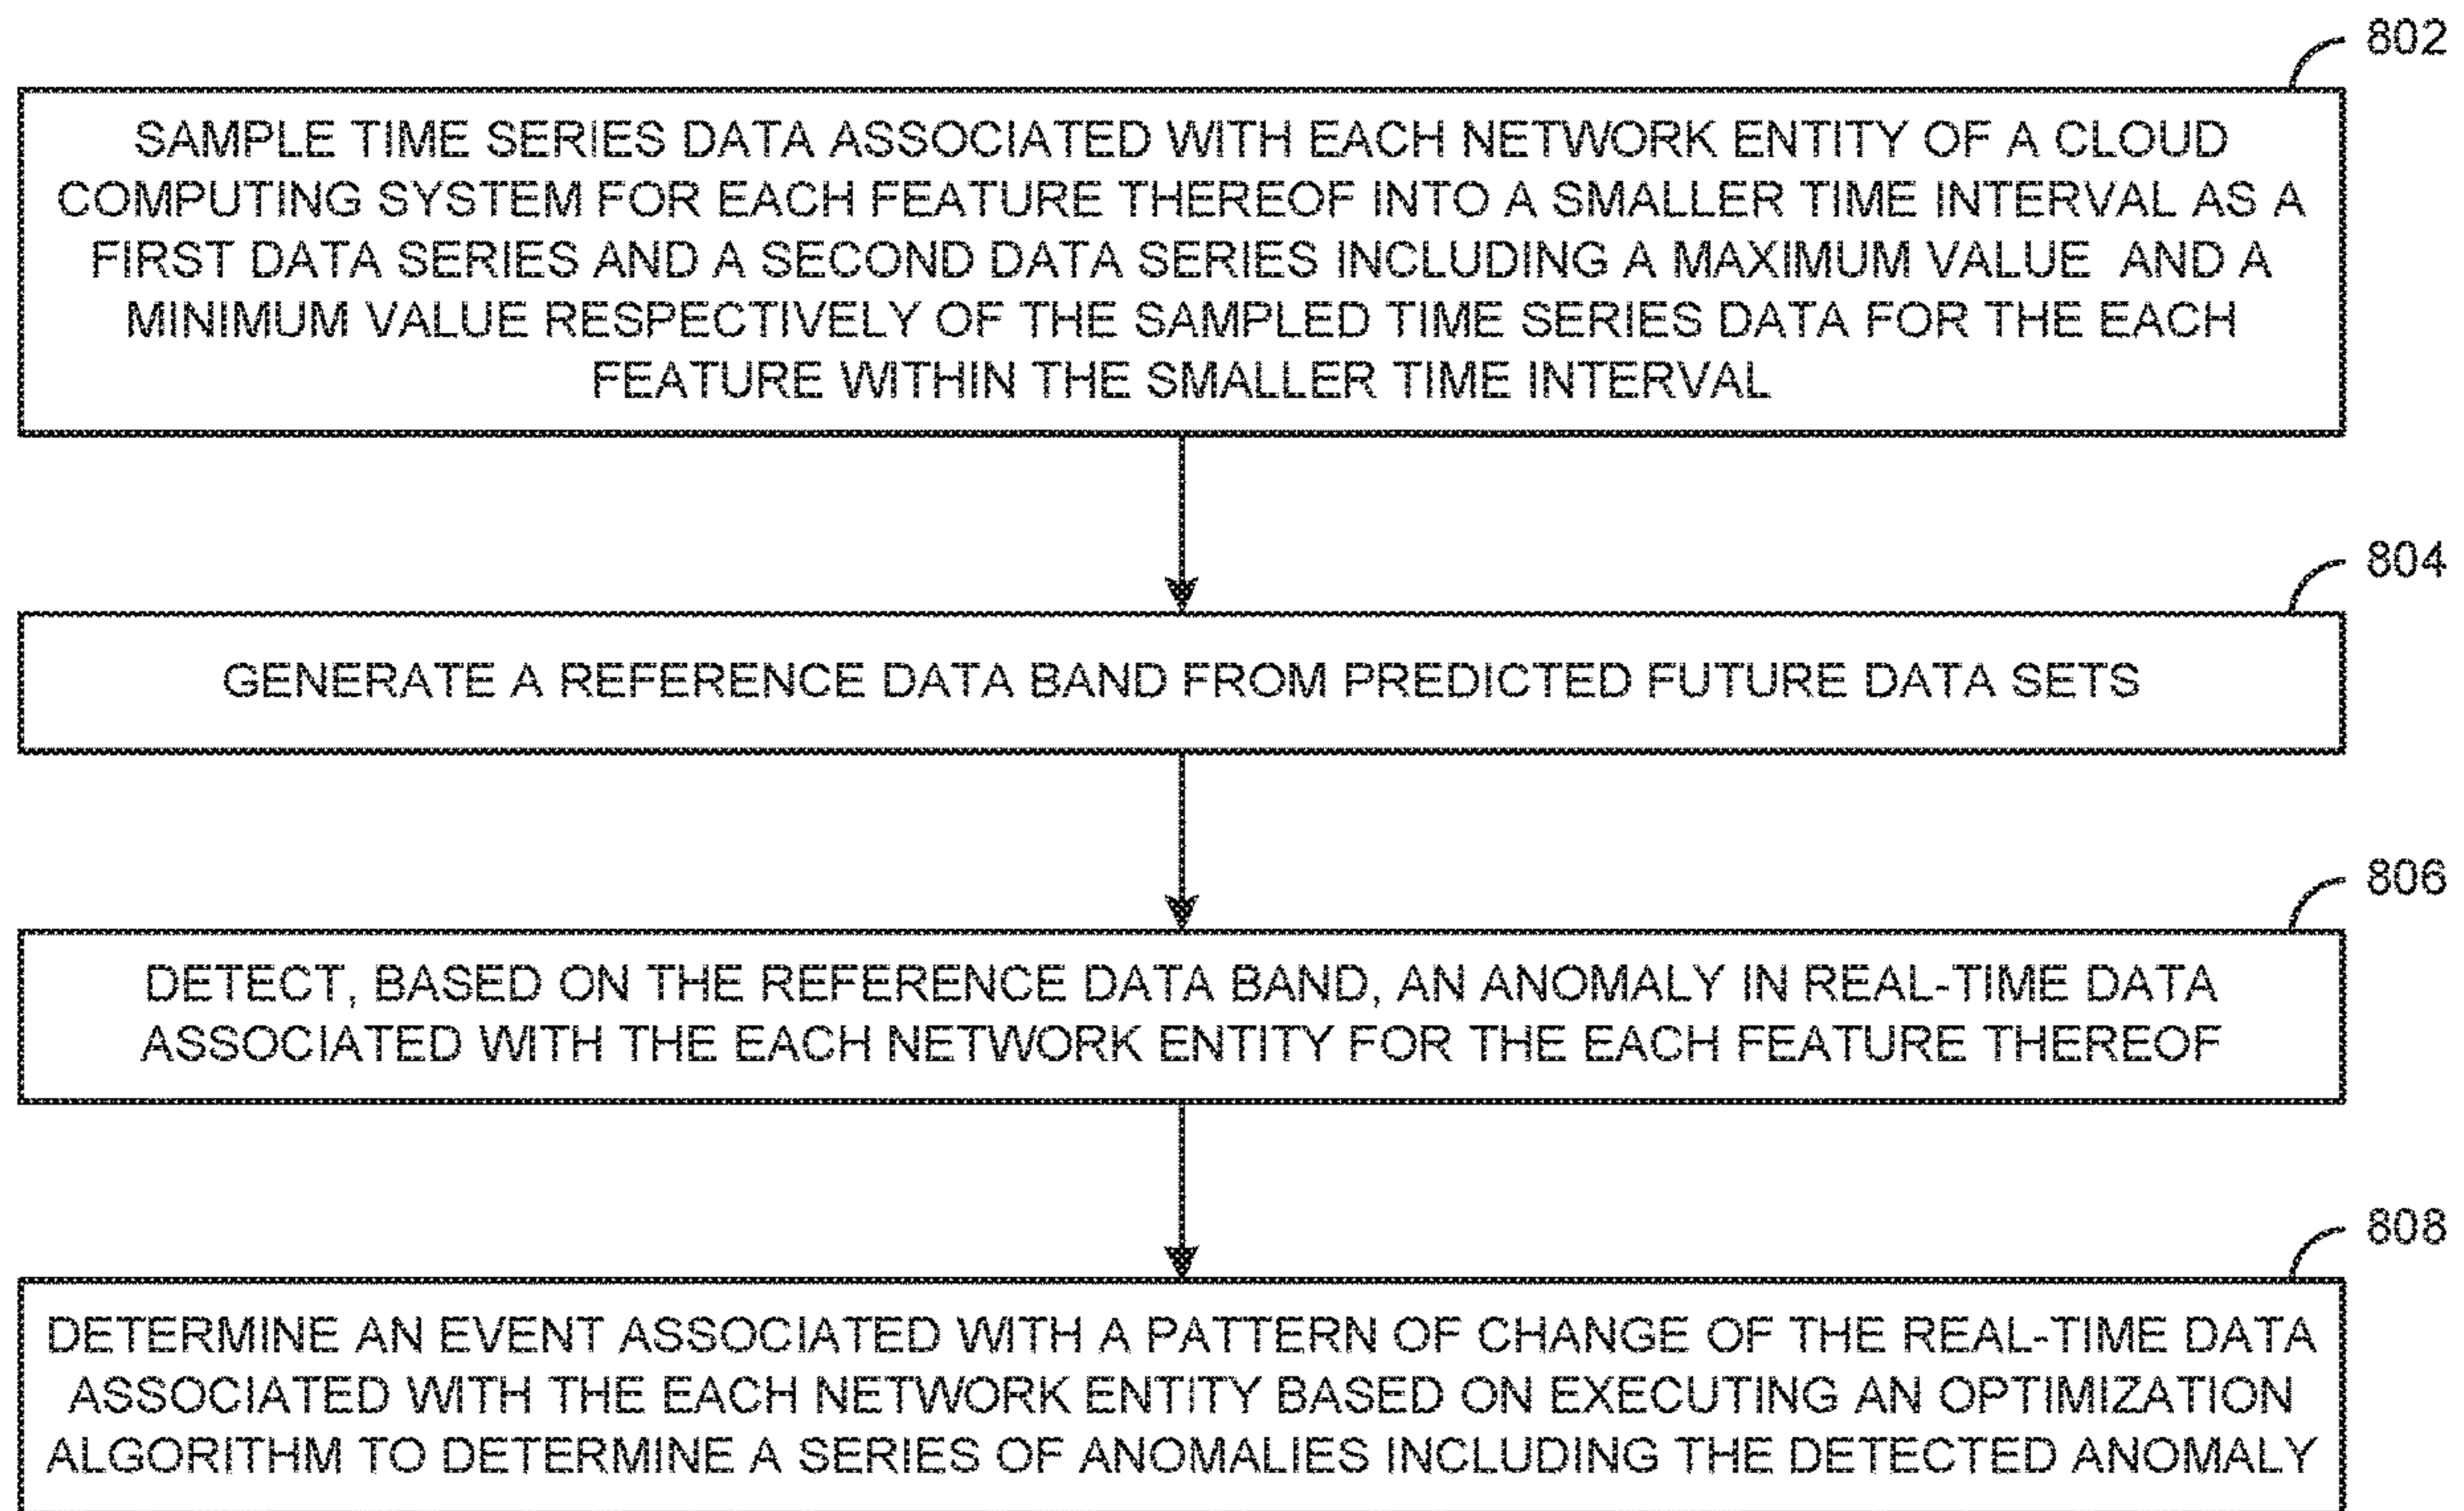 802
SAMPLE TIME SERIES DATA ASSOCIATED WITH EACH NETWORK ENTITY OF A CLOUD
COMPUTING SYSTEM FOR EACH FEATURE THEREOF INTO A SMALLER TIME INTERVAL AS A
FIRST DATA SERIES AND A SECOND DATA SERIES INCLUDING A MAXIMUM VALUE AND A
MINIMUM VALUE RESPECTIVELY OF THE SAMPLED TIME SERIES DATA FOR THE EACH
FEATURE WITHIN THE SMALLER TIME INTERVAL
804
GENERATE A REFERENCE DATA BAND FROM PREDICTED FUTURE DATA SETS
806
DETECT, BASED ON THE REFERENCE DATA BAND, AN ANOMALY IN REAL-TIME DATA
ASSOCIATED WITH THE EACH NETWORK ENTITY FOR THE EACH FEATURE THEREOF
808
DETERMINE AN EVENT ASSOCIATED WITH A PATTERN OF CHANGE OF THE REAL-TIME DATA
ASSOCIATED WITH THE EACH NETWORK ENTITY BASED ON EXECUTING AN OPTIMIZATION
ALGORITHM TO DETERMINE A SERIES OF ANOMALIES INCLUDING THE DETECTED ANOMALY